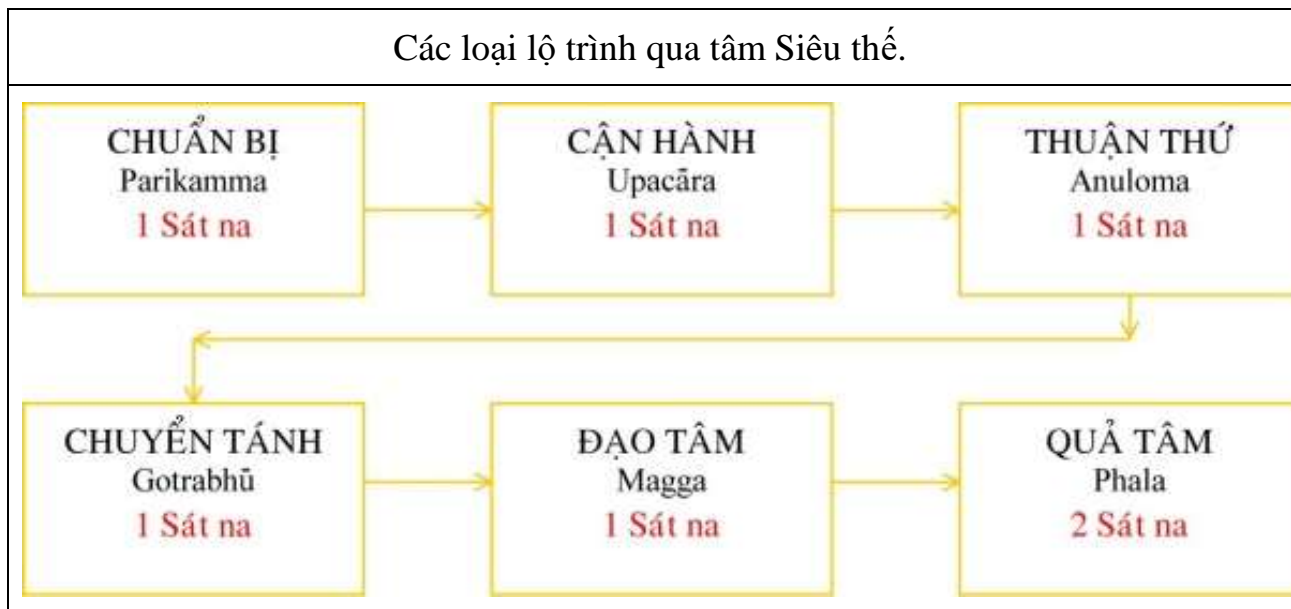 Các loại lộ trình qua tâm Siêu thế.
CHUẨN BỊ
Parikamma
1 Sát na
CẬN HÀNH
Upacāra
1 Sát na
THUẬN THỨ
Anuloma
1 Sát na
CHUYỂN TÁNH
Gotrabhū
1 Sát na
ĐẠO TÂM
Magga
1 Sát na
QUẢ TÂM
Phala
2 Sát na